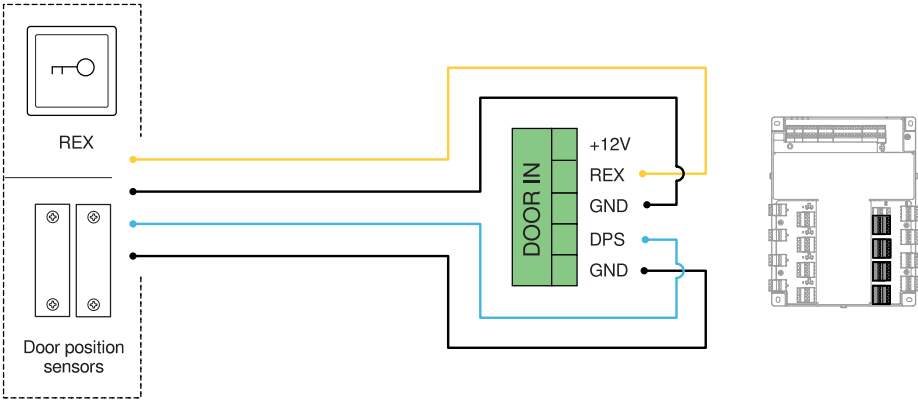 REX
Door position
sensors
DOOR IN
+12V
REX
GND
DPS
GND